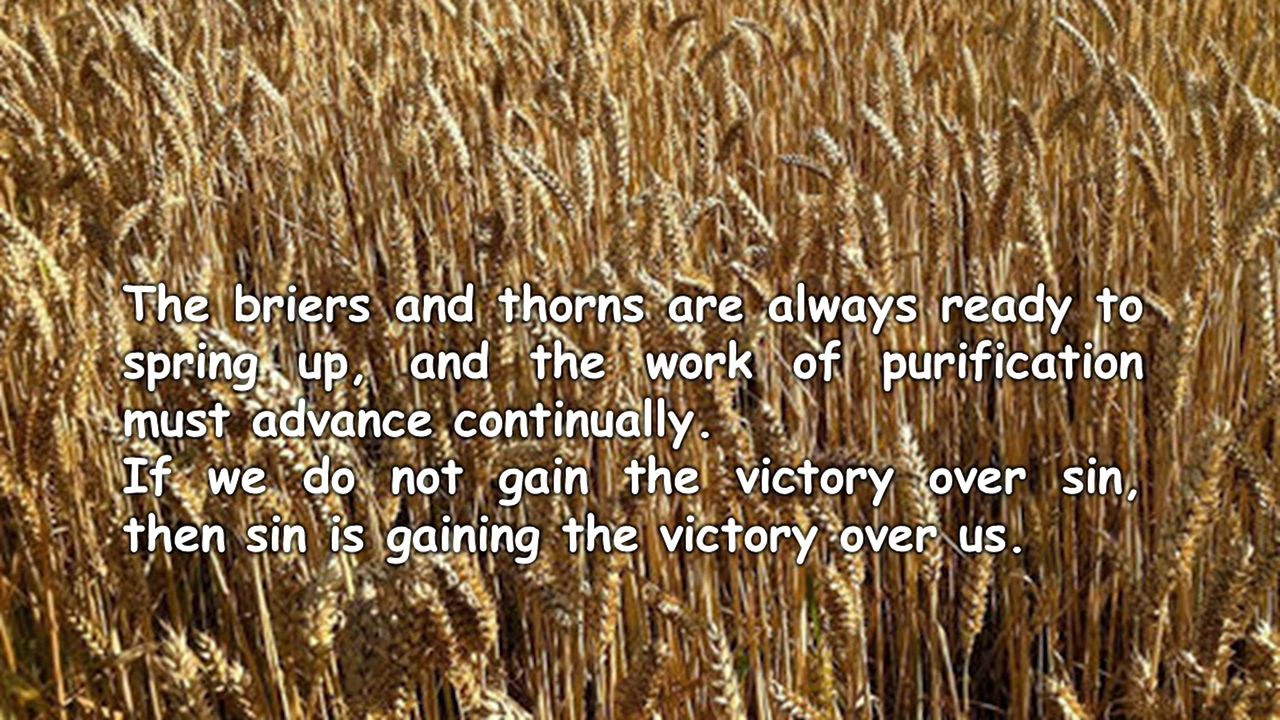 The briers and thorns are always ready to
spring up, and the work of purification
must advance continually.
If we do not gain the victory over sin,
then sin is gaining the victory over us.